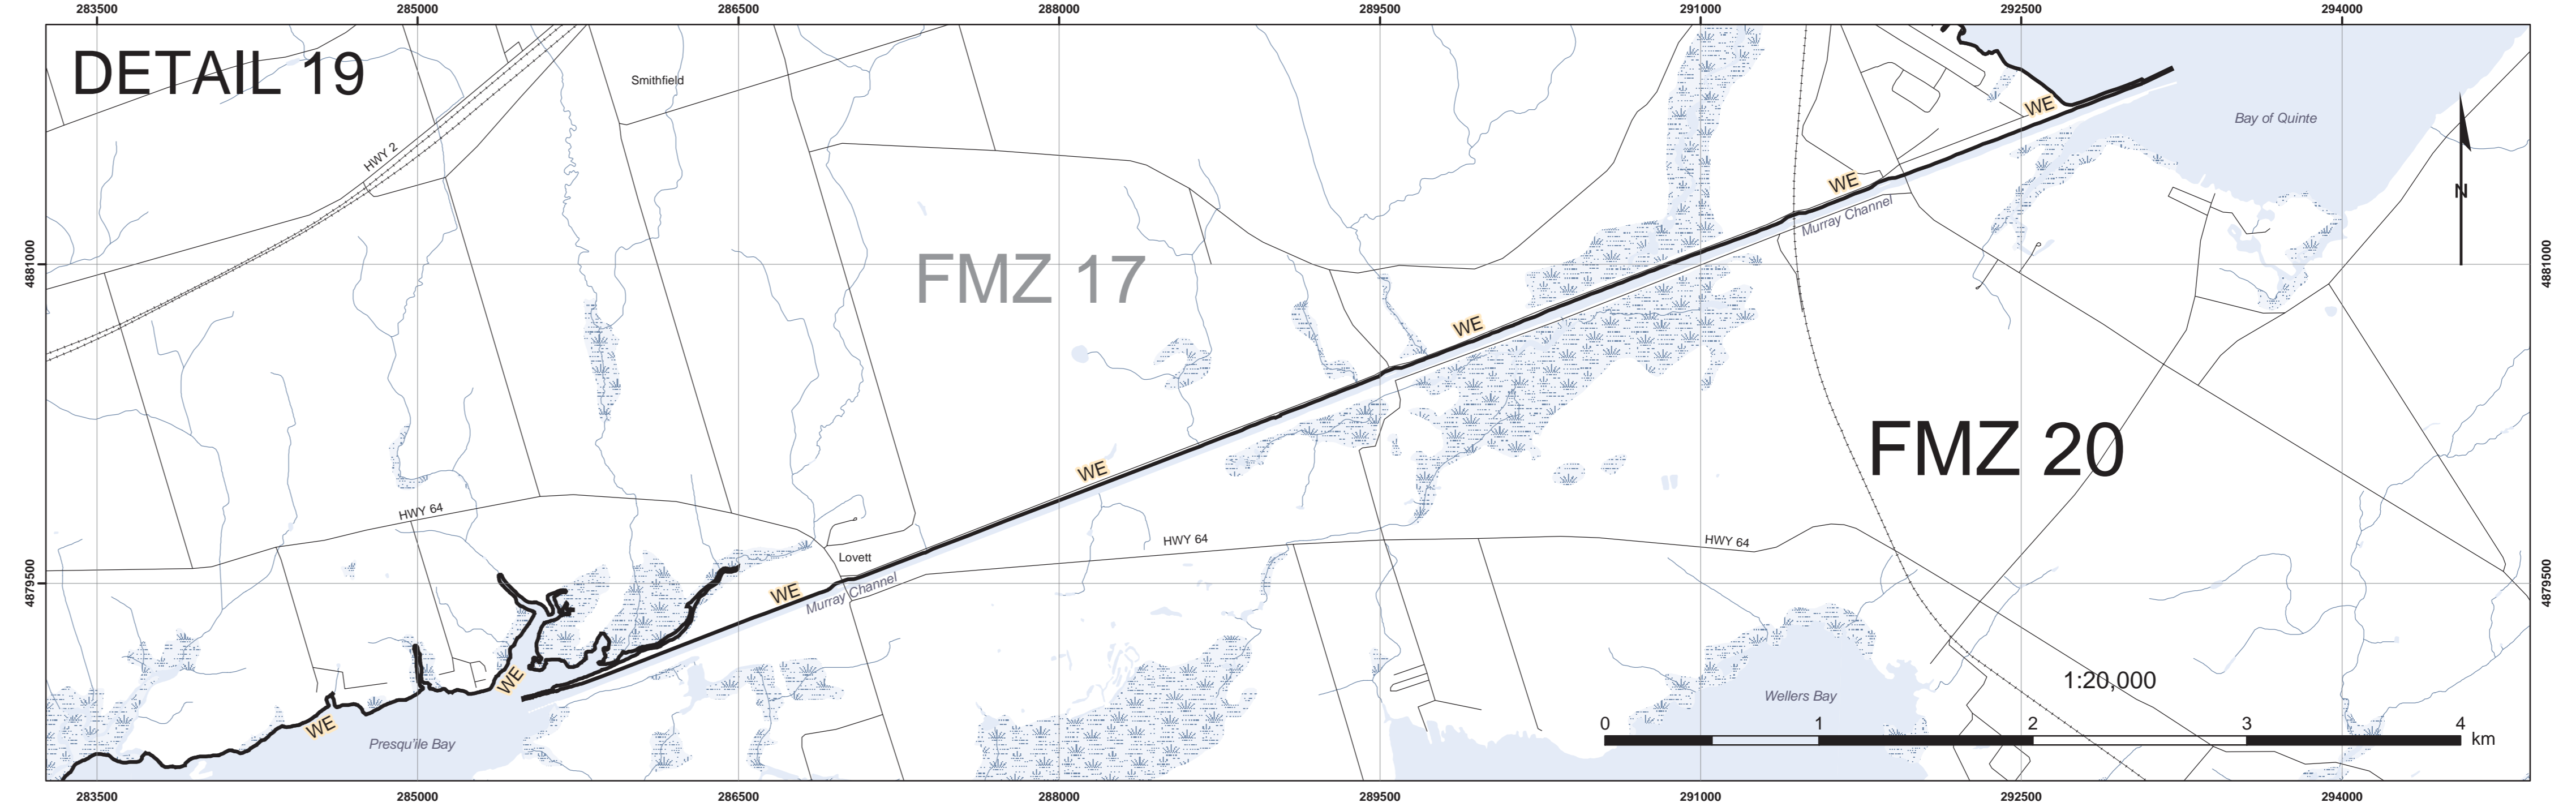 283500 285000 286500 288000 289500 291000 292500 294000
DETAIL 19
Smithfield
WE
Bay of Quinte
HWY 2
WE
N
Murray Channel
4881000
4881000
FMZ 17
WE
FMZ 20
WE
HWY 64
HWY 64
HWY 64
Lovett
4879500
4879500
WE
Murray Channel
WE
1:20,000
Wellers Bay
WE
0 1 2 3 4
km
Presqu'ile Bay
283500 285000 286500 288000 289500 291000 292500 294000